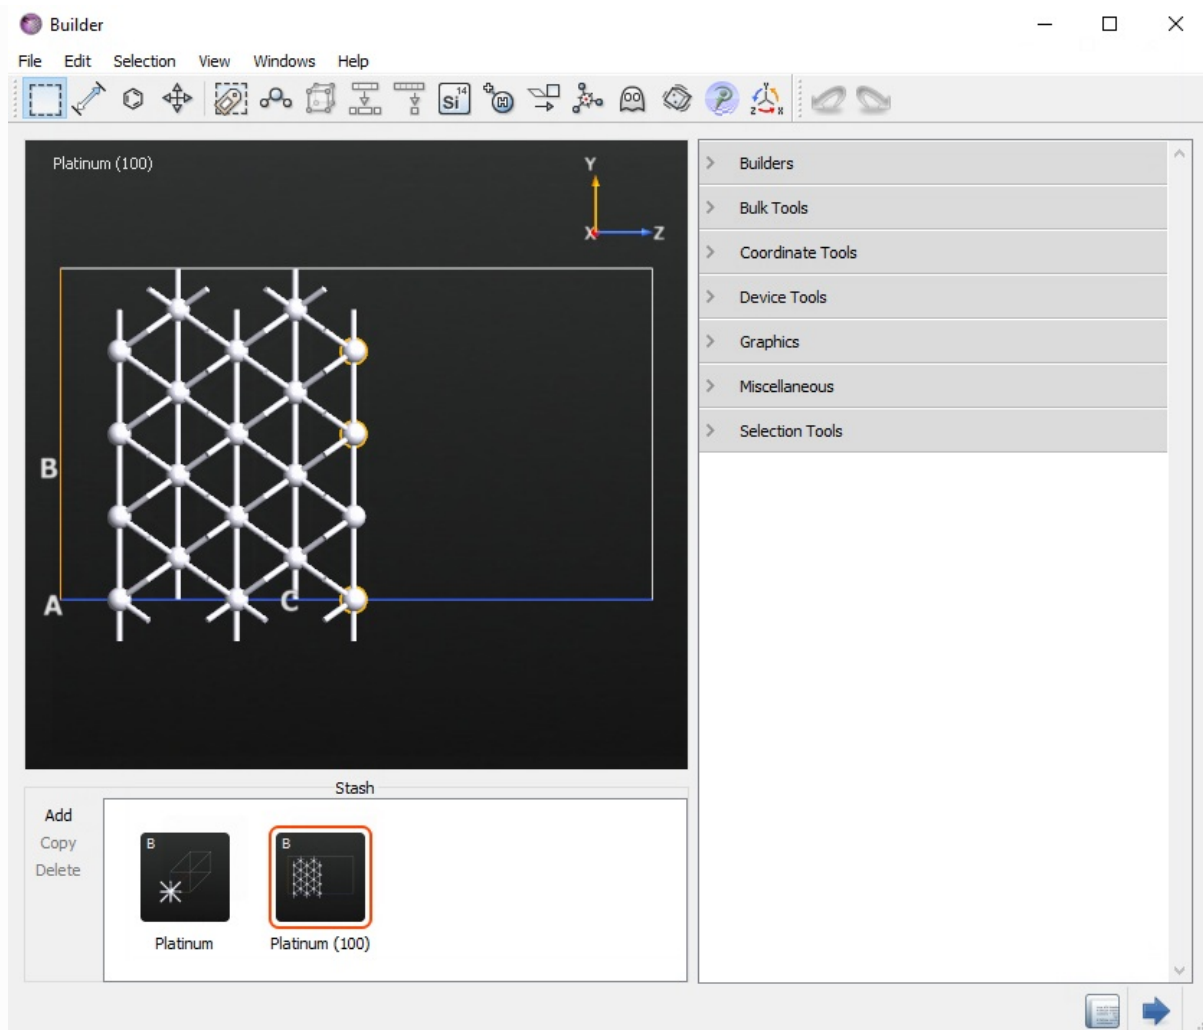 Builder
File Edit Selection View Windows Help
Si 14
H
z x
Platinum (100)
Y
X Z
B
A
C
Builders
Bulk Tools
Coordinate Tools
Device Tools
Graphics
Miscellaneous
Selection Tools
Stash
Add
Copy
Delete
B
Platinum
B
Platinum (100)